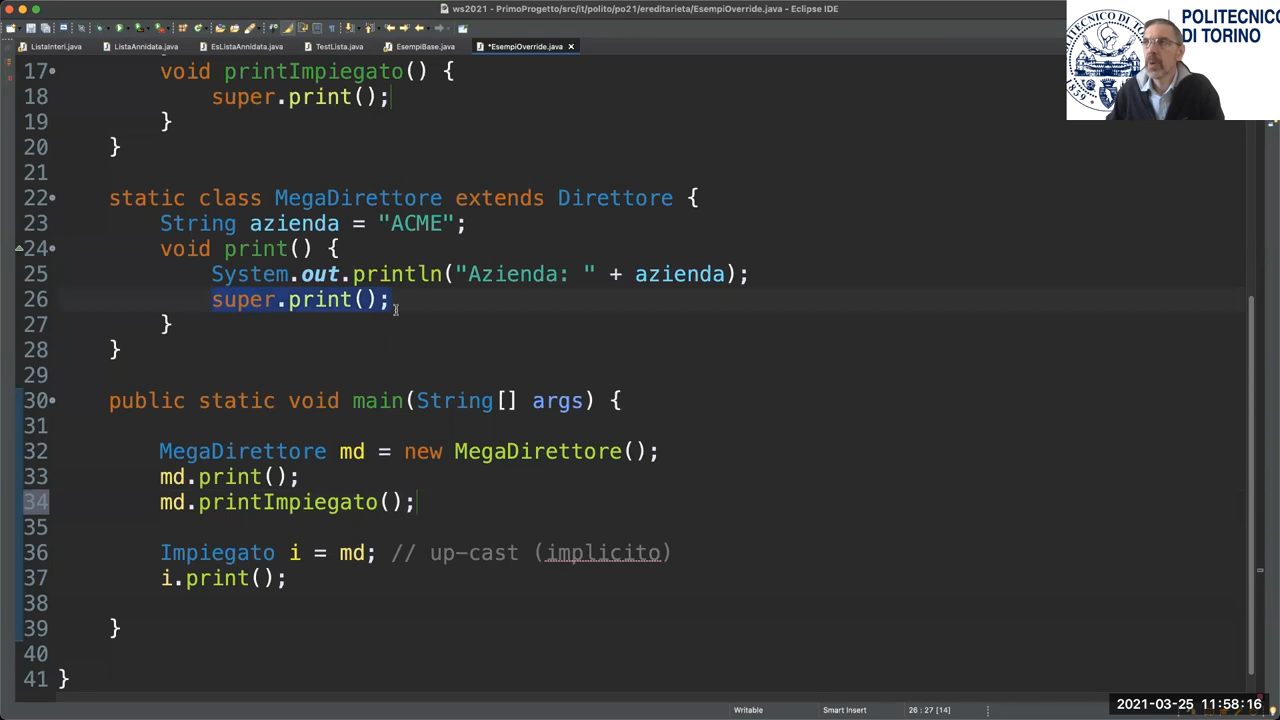 ws2021 - PrimoProgetto/src/it/polito/po21/ereditarieta/EsempiOverride.java - Eclipse IDE
ListaInteri.java ListaAnnidata.java EsListaAnnidata.java TestLista.java EsempiBase.java *EsempiOverride.java
POLITECNICO
DI TORINO
1859
17 void printImpiegato() {
18 super.print();
19 }
20 }
21
22 static class MegaDirettore extends Direttore {
23 String azienda = "ACME";
24 void print() {
25 System.out.println("Azienda: " + azienda);
26 super.print();
27 }
28 }
29
30 public static void main(String[] args) {
31
32 MegaDirettore md = new MegaDirettore();
33 md.print();
34 md.printImpiegato();
35
36 Impiegato i = md; // up-cast (implicito)
37 i.print();
38
39 }
40
41 }
Writable Smart Insert 26 : 27 [14]
2021-03-25 11:58:16